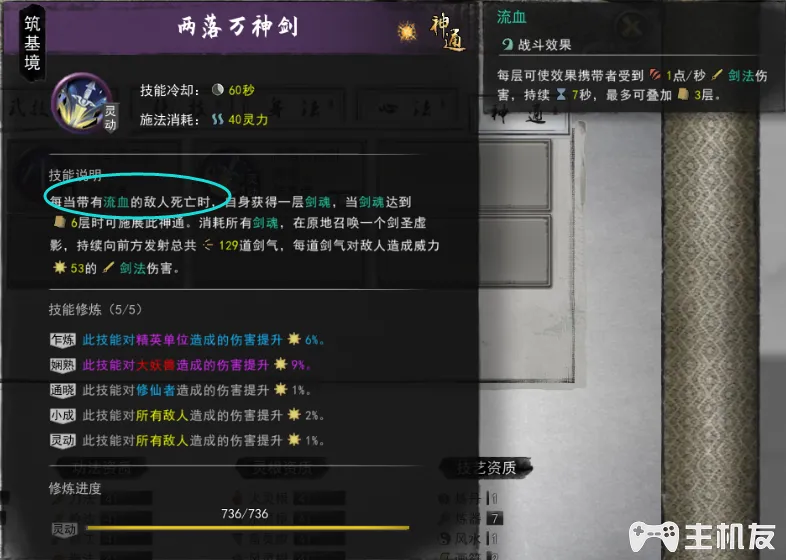 筑基境
两落万神剑
神通
灵动
技能冷却： 60秒
施法消耗： 40灵力
技能说明
每当带有流血的敌人死亡时，自身获得一层剑魂，当剑魂达到
6层时可施展此神通。消耗所有剑魂，在原地召唤一个剑圣虚
影，持续向前方发射总共 129道剑气，每道剑气对敌人造成威力
53的 剑法伤害。
技能修炼（5/5）
乍炼 此技能对精英单位造成的伤害提升 6%。
娴熟 此技能对大妖兽造成的伤害提升 9%。
通晓 此技能对修仙者造成的伤害提升 1%。
小成 此技能对所有敌人造成的伤害提升 2%。
灵动 此技能对所有敌人造成的伤害提升 1%。
修炼进度
736/736
灵动
流血
战斗效果
每层可使效果携带者受到 1点/秒 剑法伤
害，持续 7秒，最多可叠加 3层。
神通
技艺资质
7
风水
主机友